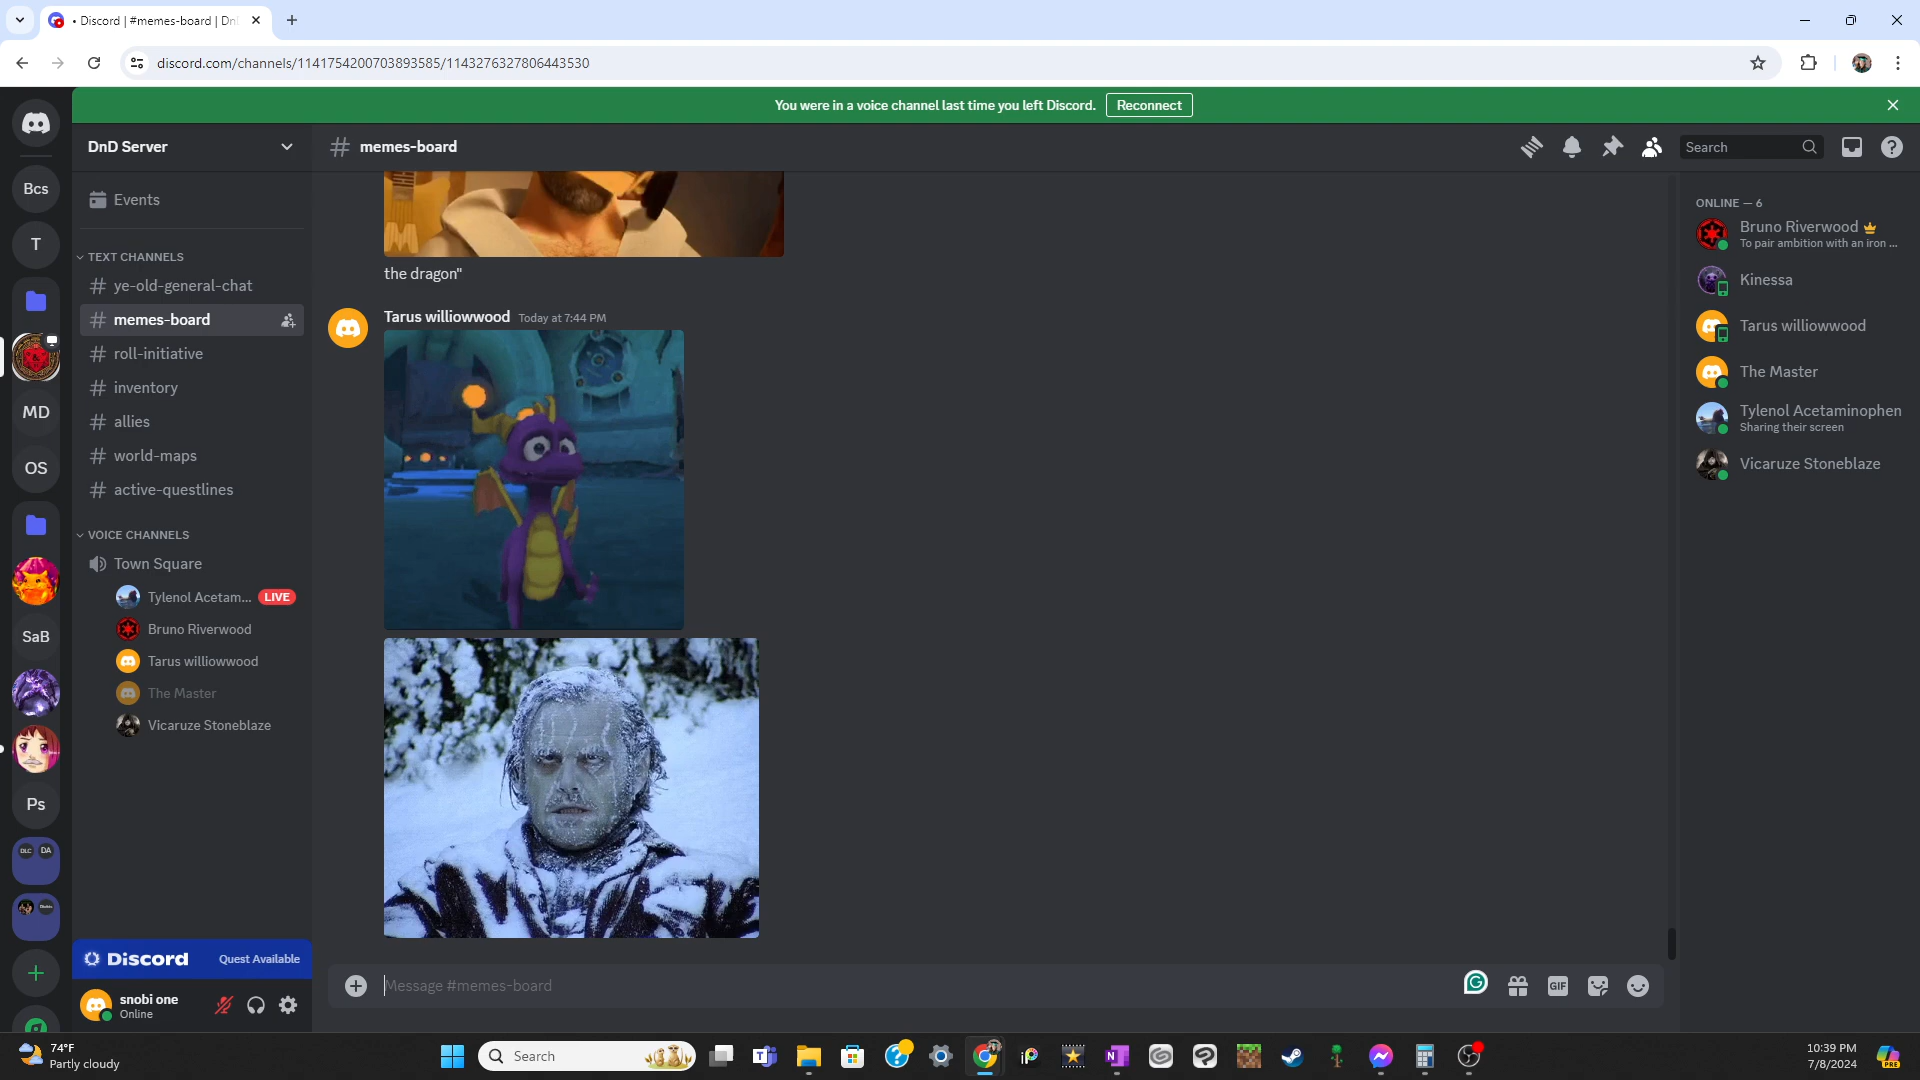 • Discord | #memes-board | Dn
discord.com/channels/1141754200703893585/1143276327806443530
You were in a voice channel last time you left Discord. Reconnect
DnD Server
memes-board
Search
Events
TEXT CHANNELS
ye-old-general-chat
memes-board
roll-initiative
inventory
allies
world-maps
active-questlines
VOICE CHANNELS
Town Square
Tylenol Acetam... LIVE
Bruno Riverwood
Tarus williowwood
The Master
Vicaruze Stoneblaze
Bcs
T
MD
OS
SaB
Ps
DLC DA
the dragon"
Tarus williowwood Today at 7:44 PM
ONLINE — 6
Bruno Riverwood
To pair ambition with an iron ...
Kinessa
Tarus williowwood
The Master
Tylenol Acetaminophen
Sharing their screen
Vicaruze Stoneblaze
Discord Quest Available
snobi one
Online
Message #memes-board
GIF
74°F
Partly cloudy
Search
10:39 PM
7/8/2024
PRE